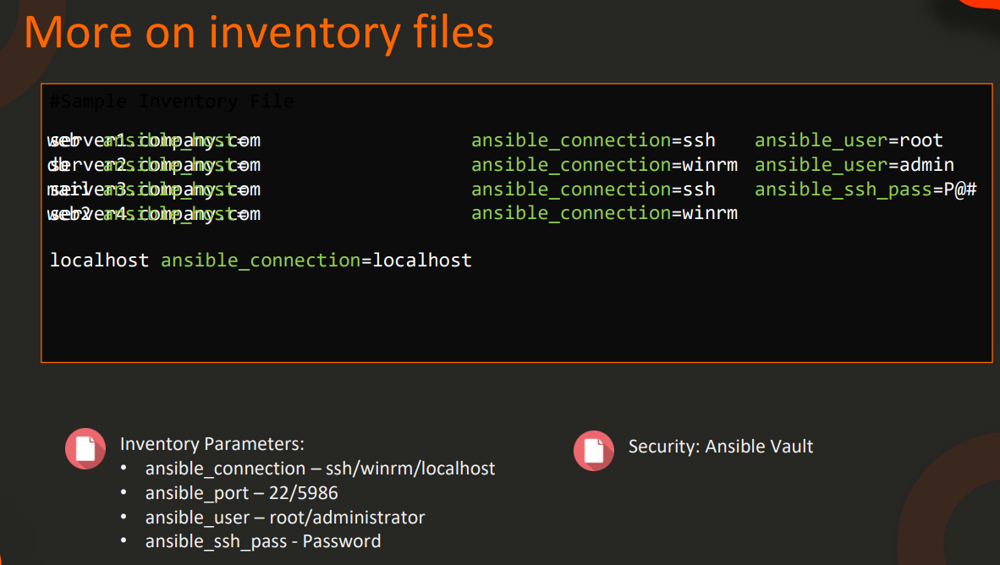 More on inventory files
#Sample Inventory File
web ansible_host= server1.company.com ansible_connection=ssh ansible_user=root
db ansible_host= server2.company.com ansible_connection=winrm ansible_user=admin
mail ansible_host= server3.company.com ansible_connection=ssh ansible_ssh_pass=P@#
web2 ansible_host= server4.company.com ansible_connection=winrm
localhost ansible_connection=localhost
Inventory Parameters:
• ansible_connection – ssh/winrm/localhost
• ansible_port – 22/5986
• ansible_user – root/administrator
• ansible_ssh_pass - Password
Security: Ansible Vault